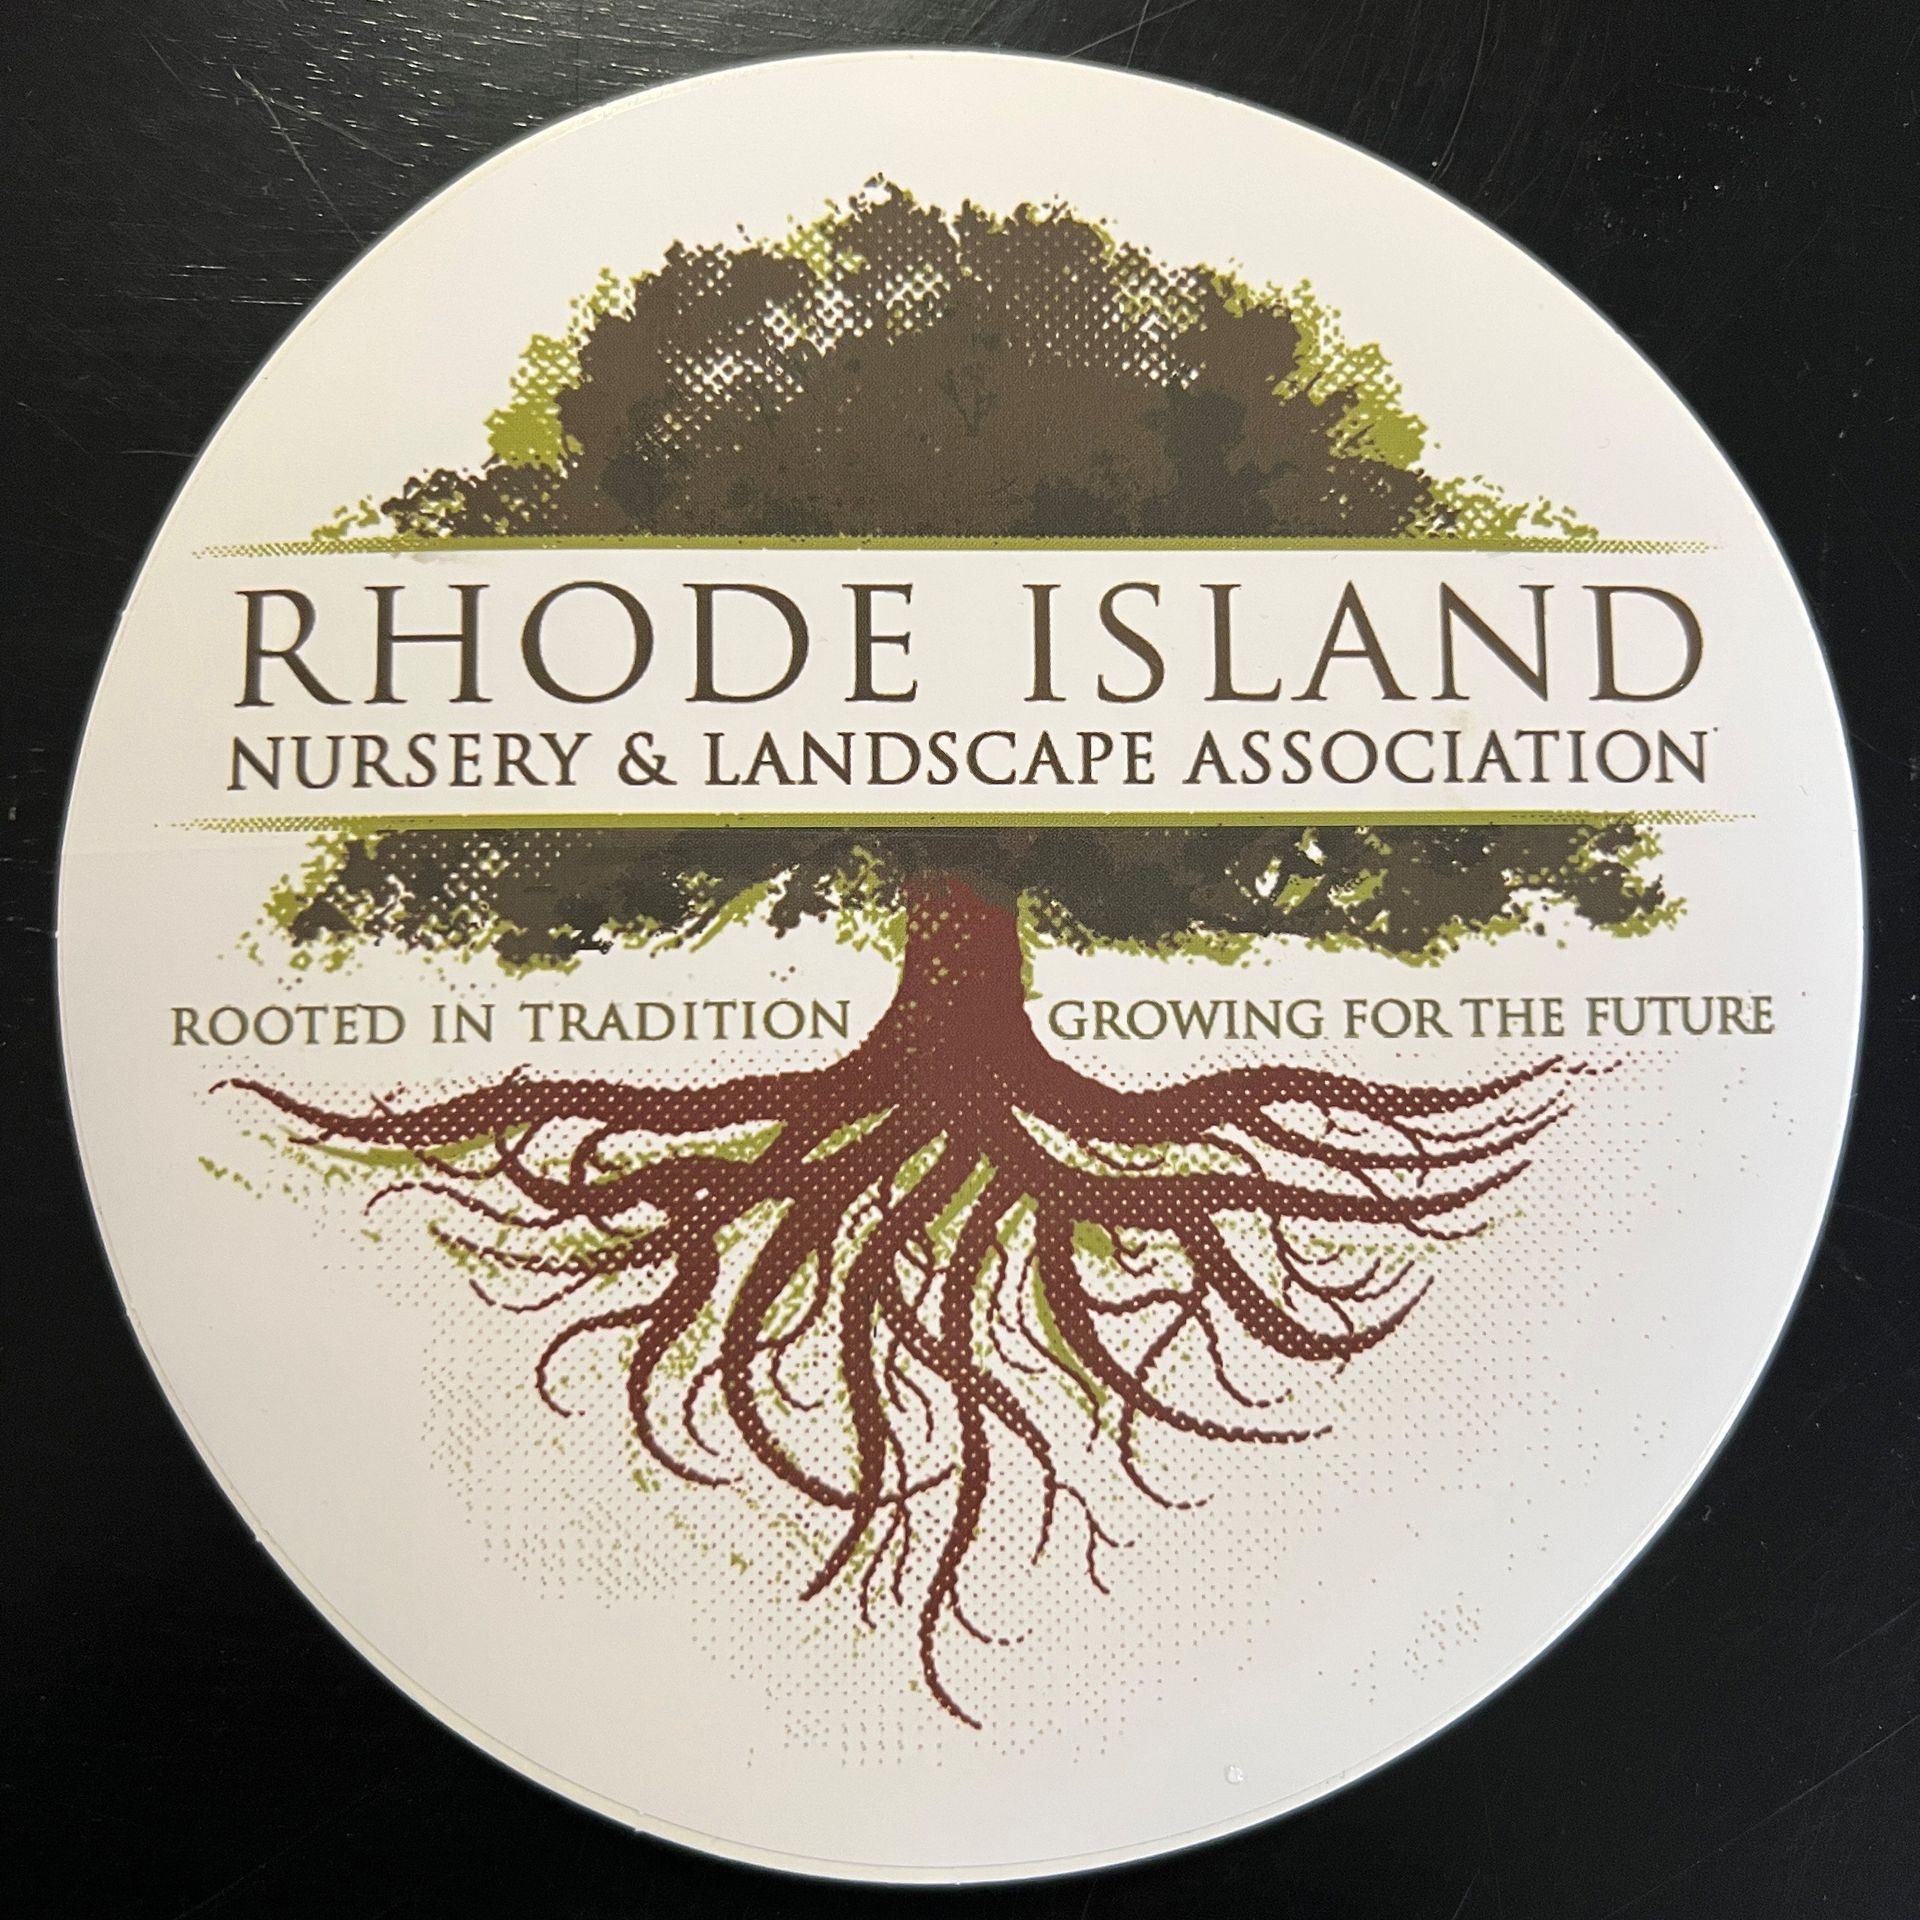 RHODE ISLAND
NURSERY & LANDSCAPE ASSOCIATION
ROOTED IN TRADITION GROWING FOR THE FUTURE